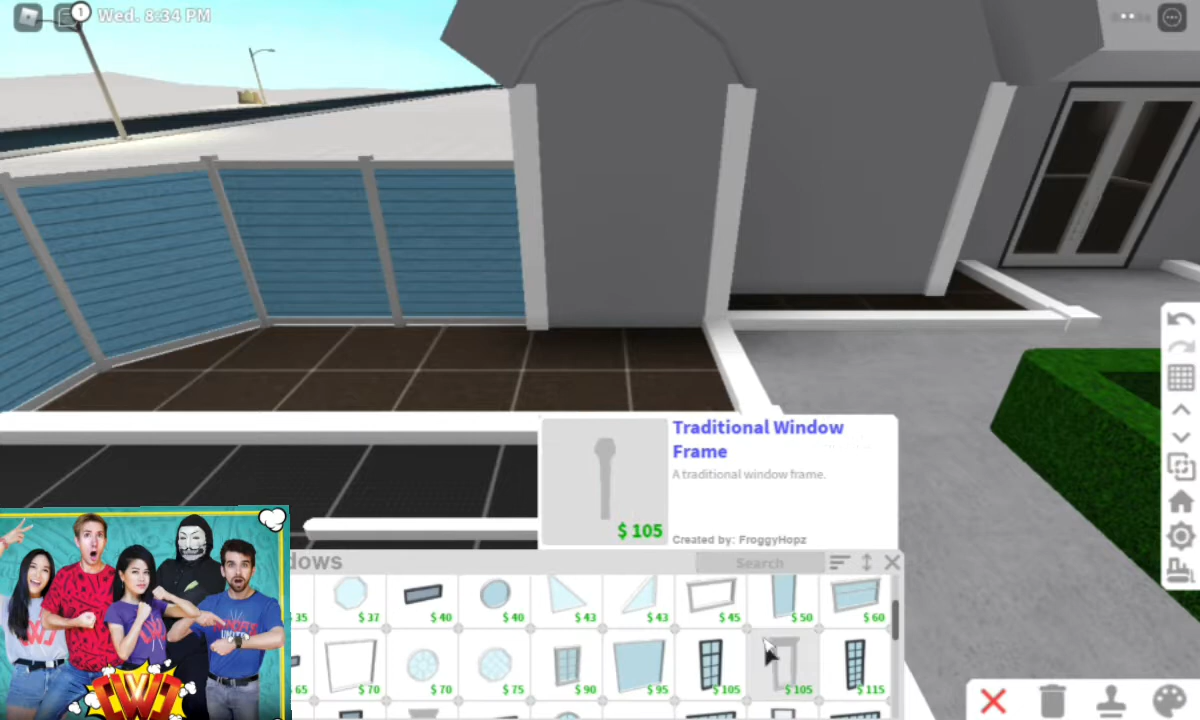 1
Wed. 8:34 PM
Traditional Window
Frame
A traditional window frame.
$ 105
Created by: FroggyHopz
dows
Search
35
$ 37
$ 40
$ 40
$ 43
$ 43
$ 45
$ 50
$ 60
65
$ 70
$ 70
$ 75
$ 90
$ 95
$ 105
$ 105
$ 115